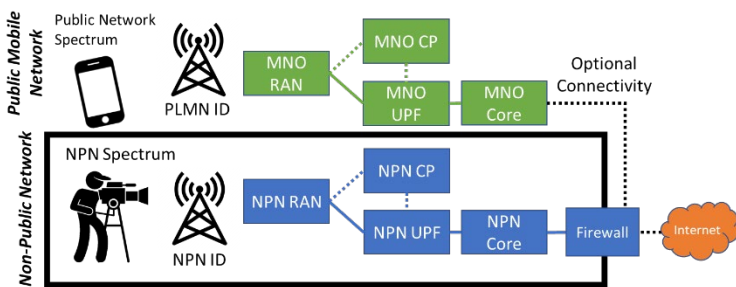 Public Mobile
Network
Public Network
Spectrum
PLMN ID
MNO
RAN
MNO CP
MNO
UPF
MNO
Core
Optional
Connectivity
Non-Public Network
NPN Spectrum
NPN ID
NPN RAN
NPN CP
NPN UPF
NPN
Core
Firewall
Internet